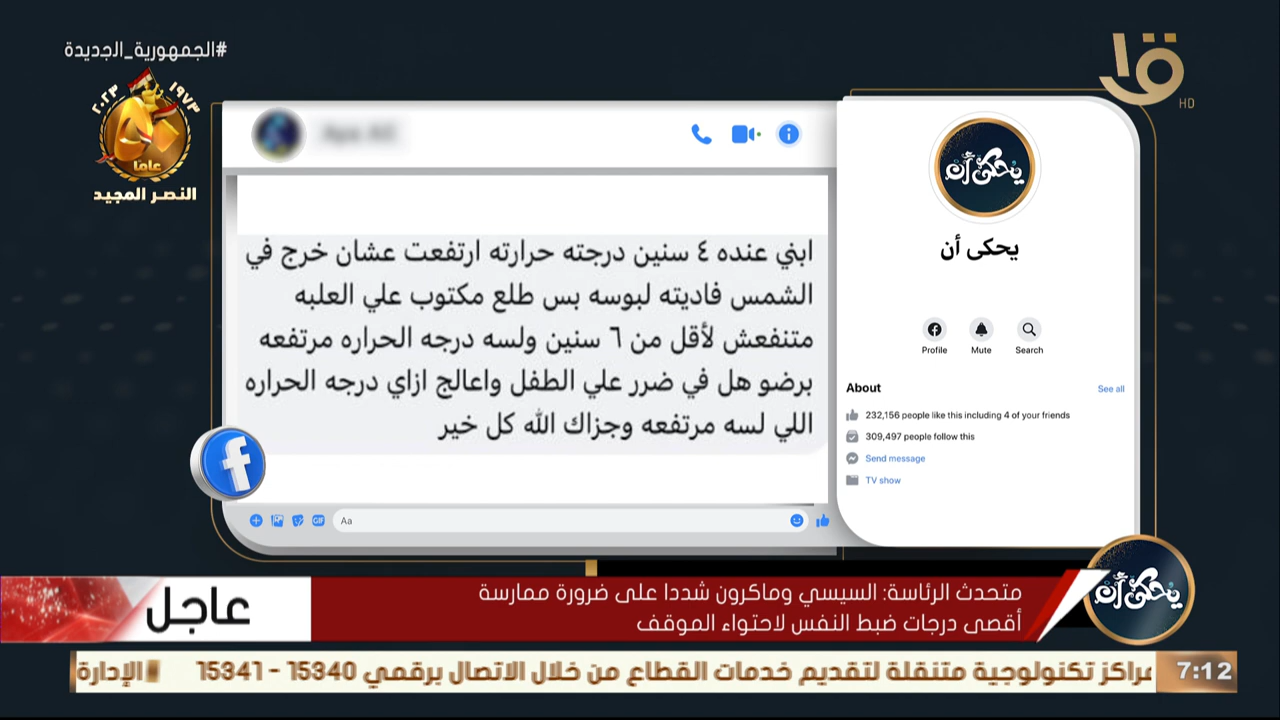 #الجمهورية_الجديدة
١٩٧٣
٢٠٢٣
٥٠
عامًا
النصر المجيد
HD
ابني عنده ٤ سنين درجته حرارته ارتفعت عشان خرج في
الشمس فاديته لبوسه بس طلع مكتوب علي العلبه
متنفعش لأقل من ٦ سنين ولسه درجه الحراره مرتفعه
برضو هل في ضرر علي الطفل واعالج ازاي درجه الحراره
اللي لسه مرتفعه وجزاك الله كل خير
GIF
Aa
يحكى أن
يحكى أن
Profile
Mute
Search
About
See all
232,156 people like this including 4 of your friends
309,497 people follow this
Send message
TV show
عاجل
متحدث الرئاسة: السيسي وماكرون شددا على ضرورة ممارسة
أقصى درجات ضبط النفس لاحتواء الموقف
يحكى أن
مراكز تكنولوجية متنقلة لتقديم خدمات القطاع من خلال الاتصال برقمي 15340 - 15341
الإدارة
7:12